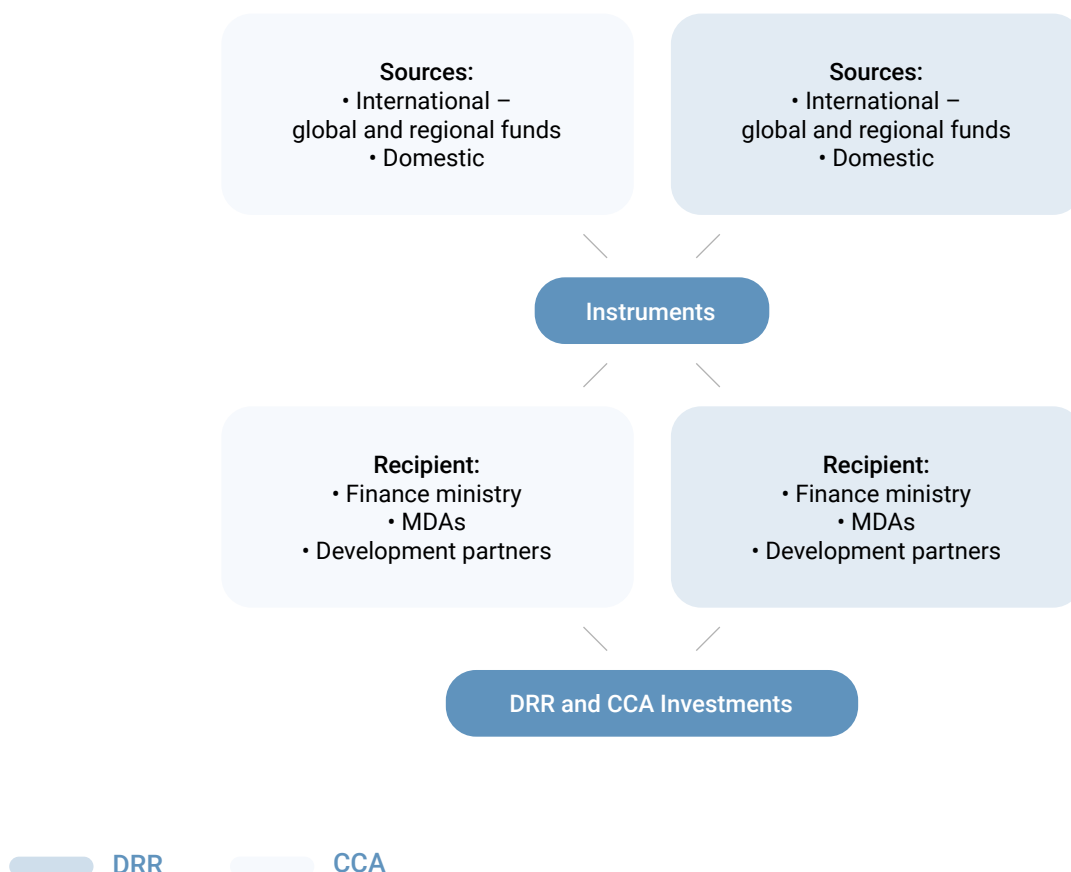 Sources:
• International –
global and regional funds
• Domestic
Sources:
• International –
global and regional funds
• Domestic
Instruments
Recipient:
• Finance ministry
• MDAs
• Development partners
Recipient:
• Finance ministry
• MDAs
• Development partners
DRR and CCA Investments
DRR
CCA